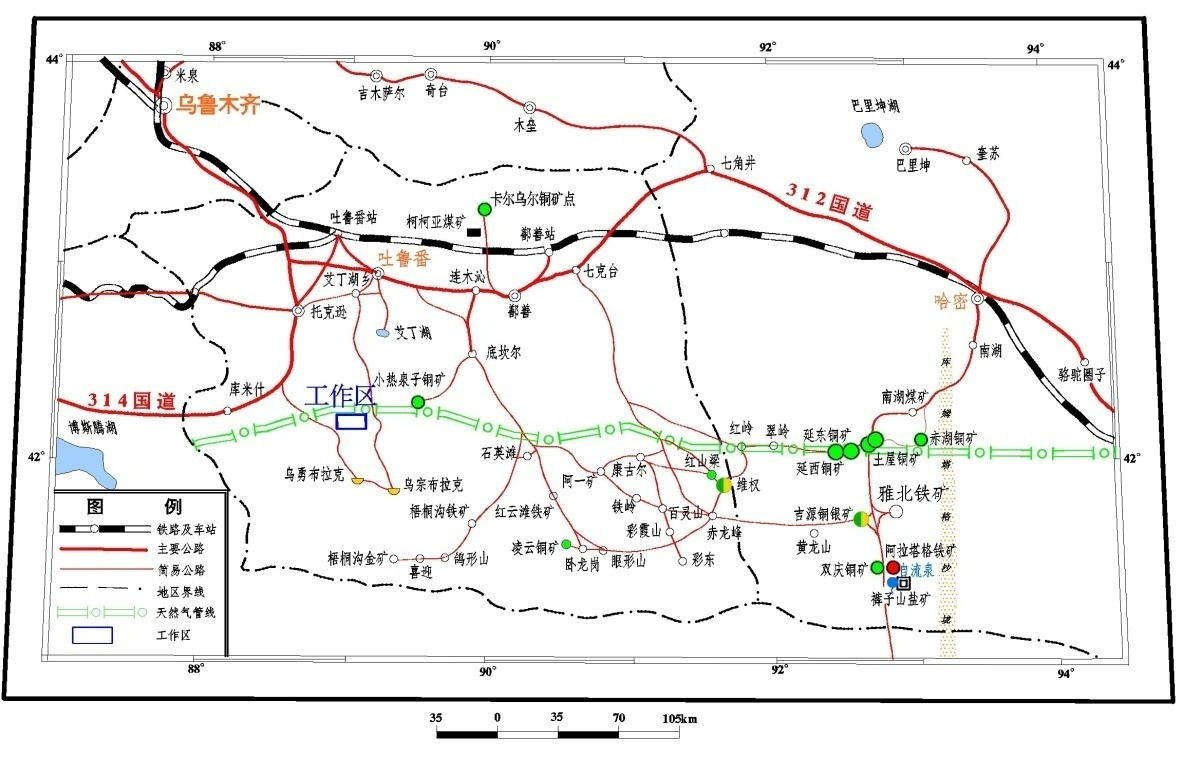 88°
90°
92°
94°
44°
44°
米泉
乌鲁木齐
吉木萨尔
奇台
木垒
巴里坤湖
巴里坤
奎苏
七角井
312国道
卡尔乌尔铜矿点
吐鲁番站
柯柯亚煤矿
鄯善站
吐鲁番
艾丁湖乡
连木沁
七克台
哈密
托克逊
鄯善
艾丁湖
南湖
底坎尔
骆驼圈子
小热泉子铜矿
库米什
工作区
314国道
南湖煤矿
博斯腾湖
红岭
翠岭
延东铜矿
赤湖铜矿
42°
42°
石英滩
延西铜矿
土屋铜矿
康古尔
红山梁
乌勇布拉克
乌宗布拉克
阿一矿
维权
雅北铁矿
梧桐沟铁矿
红云滩铁矿
铁岭
百灵山
吉源铜银矿
彩霞山
赤龙峰
黄龙山
凌云铜矿
梧桐沟金矿
喜迎
鸽形山
卧龙岗
眼形山
彩东
阿拉塔格铁矿
双庆铜矿
自流泉
裤子山盐矿
库
姆
塔
格
沙
垅
图 例
铁路及车站
主要公路
简易公路
地区界线
天然气管线
工作区
88°
90°
92°
94°
35 0 35 70 105km